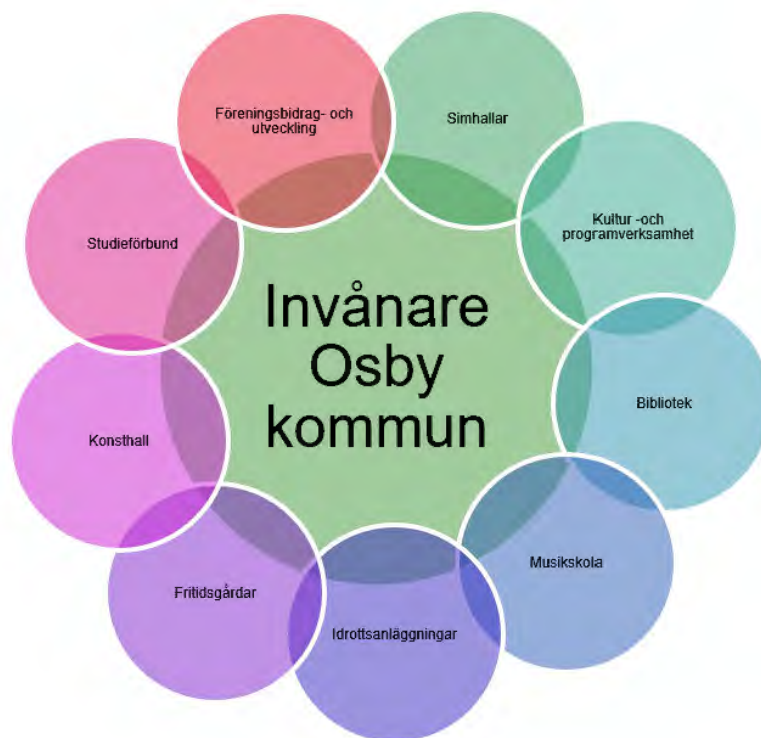 Föreningsbidrag- och
utveckling
Simhallar
Kultur -och
programverksamhet
Bibliotek
Musikskola
Idrottsanläggningar
Fritidsgårdar
Konsthall
Studieförbund
Invånare
Osby
kommun